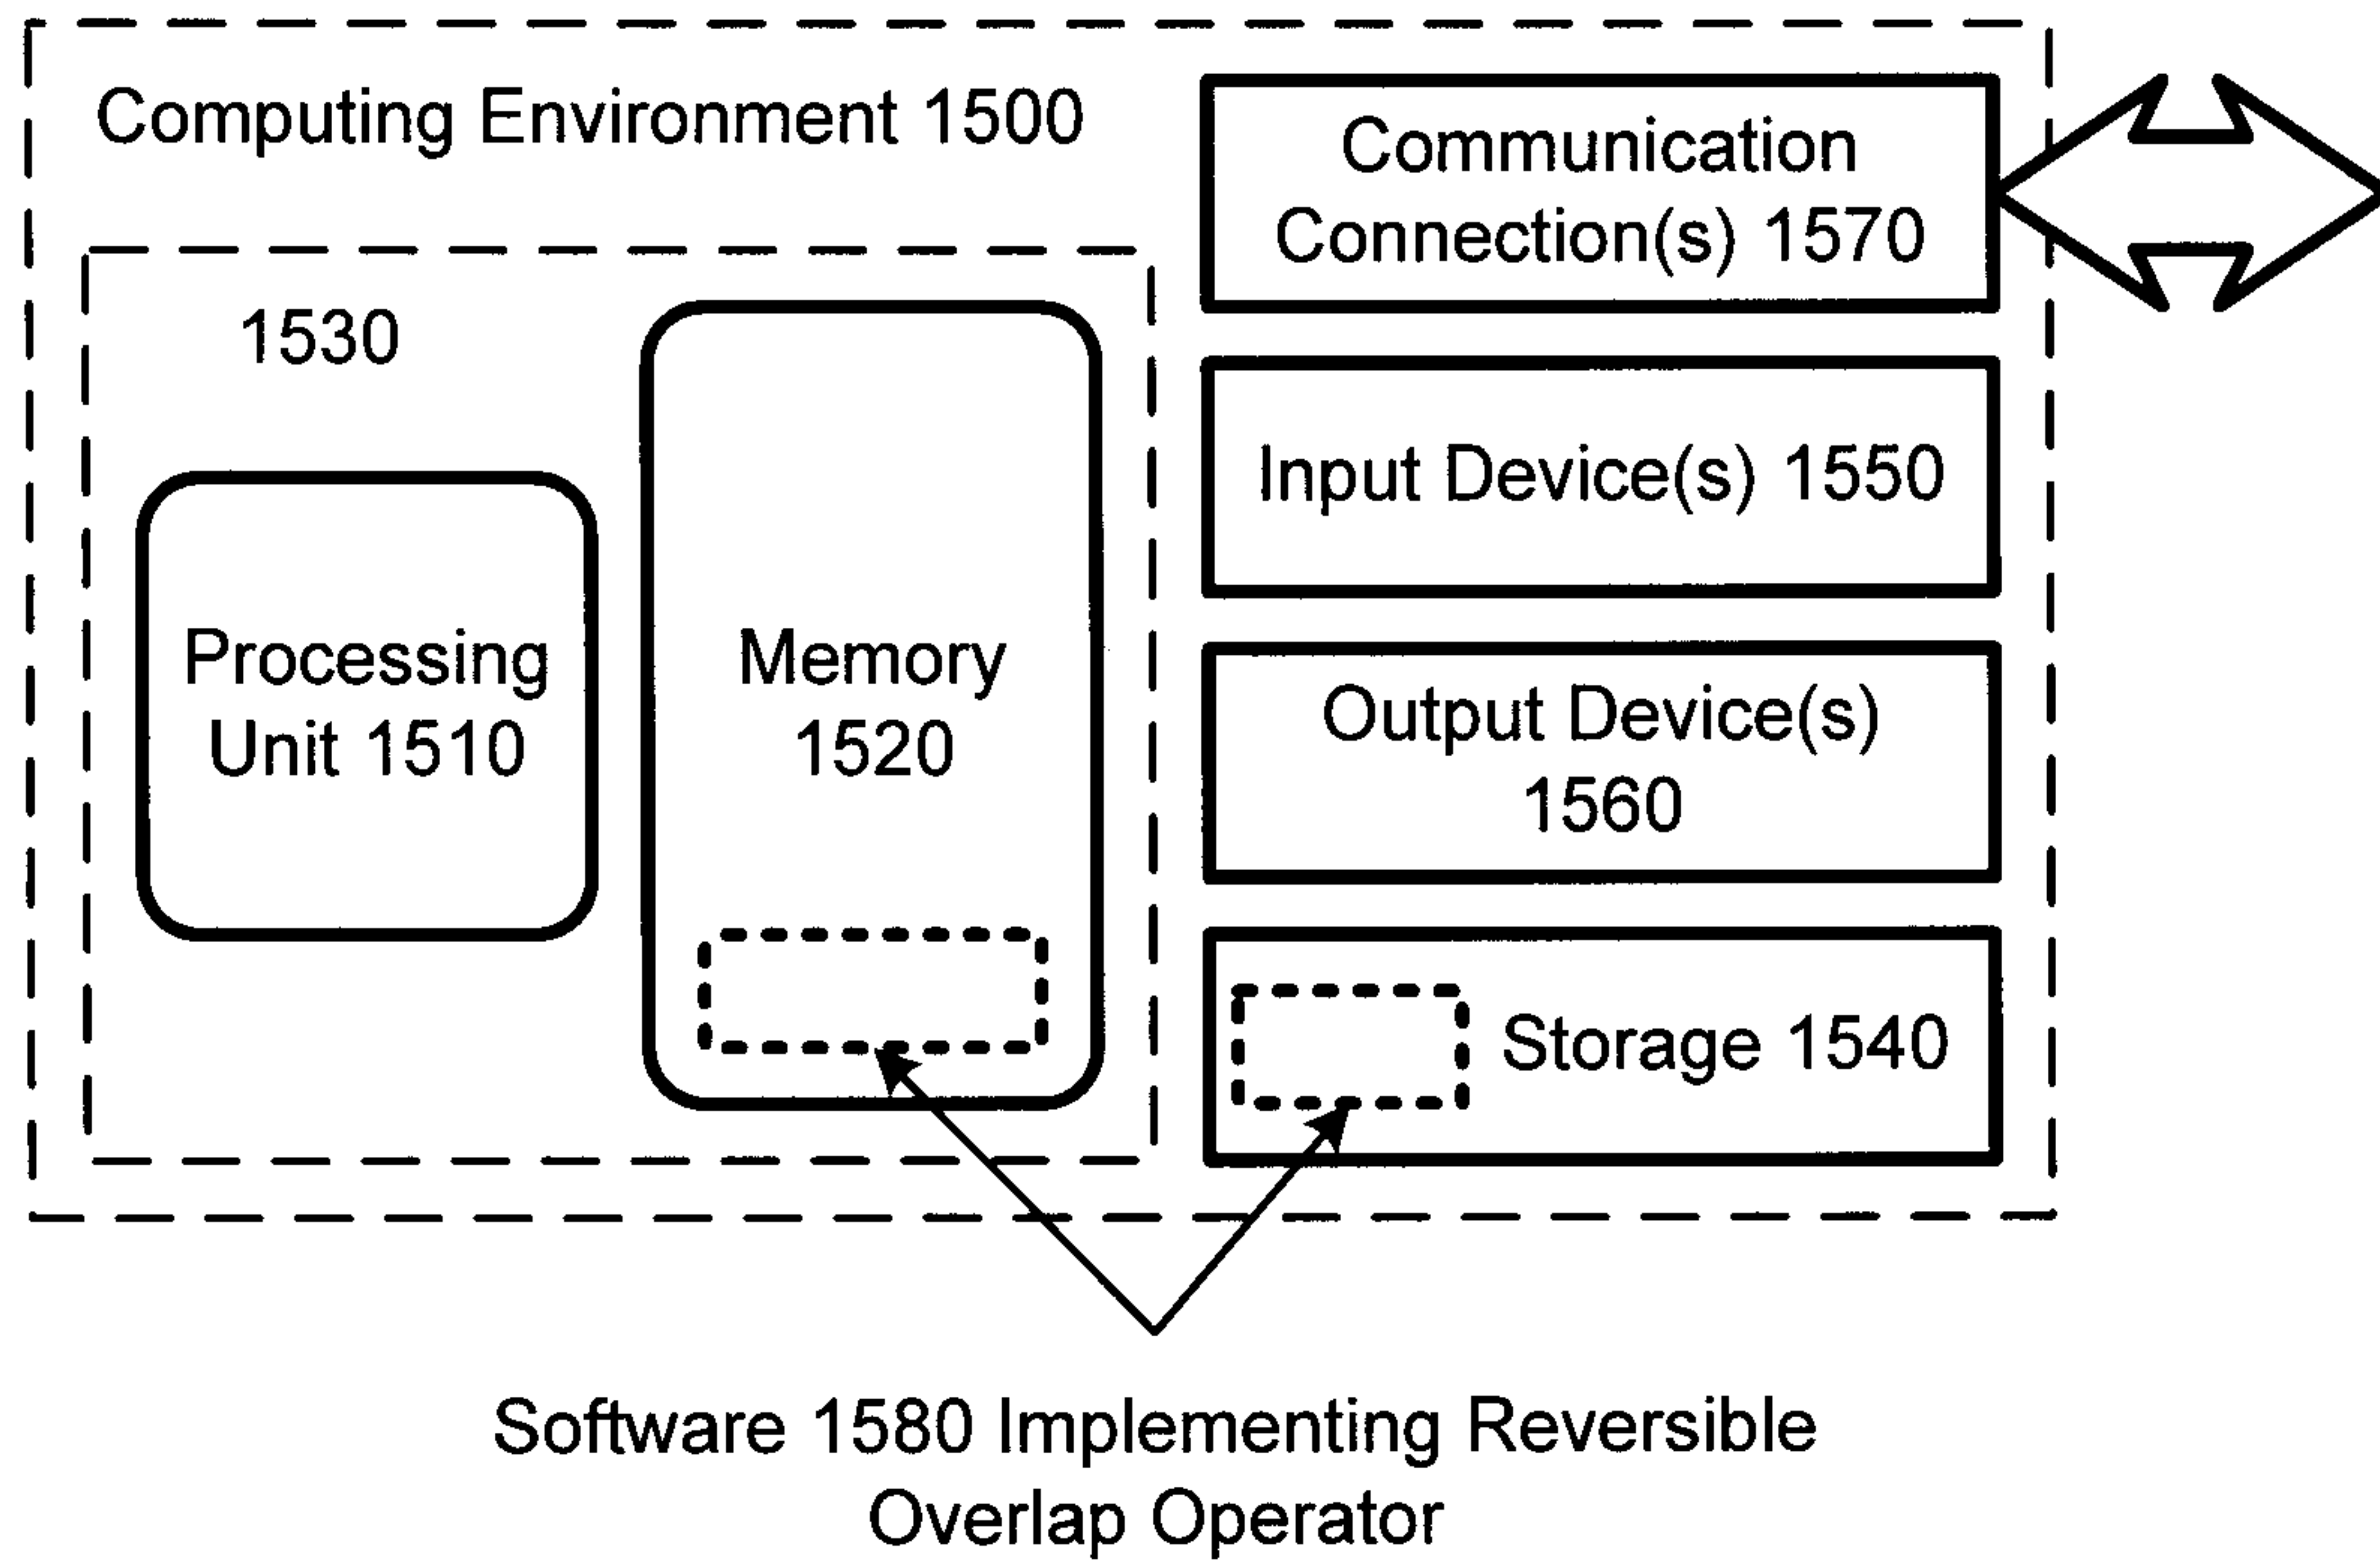 Computing Environment 1500
Communication
Connection(s) 1570
1530
Input Device(s) 1550
Processing
Unit 1510
Memory
1520
Output Device(s)
1560
Storage 1540
Software 1580 Implementing Reversible
Overlap Operator